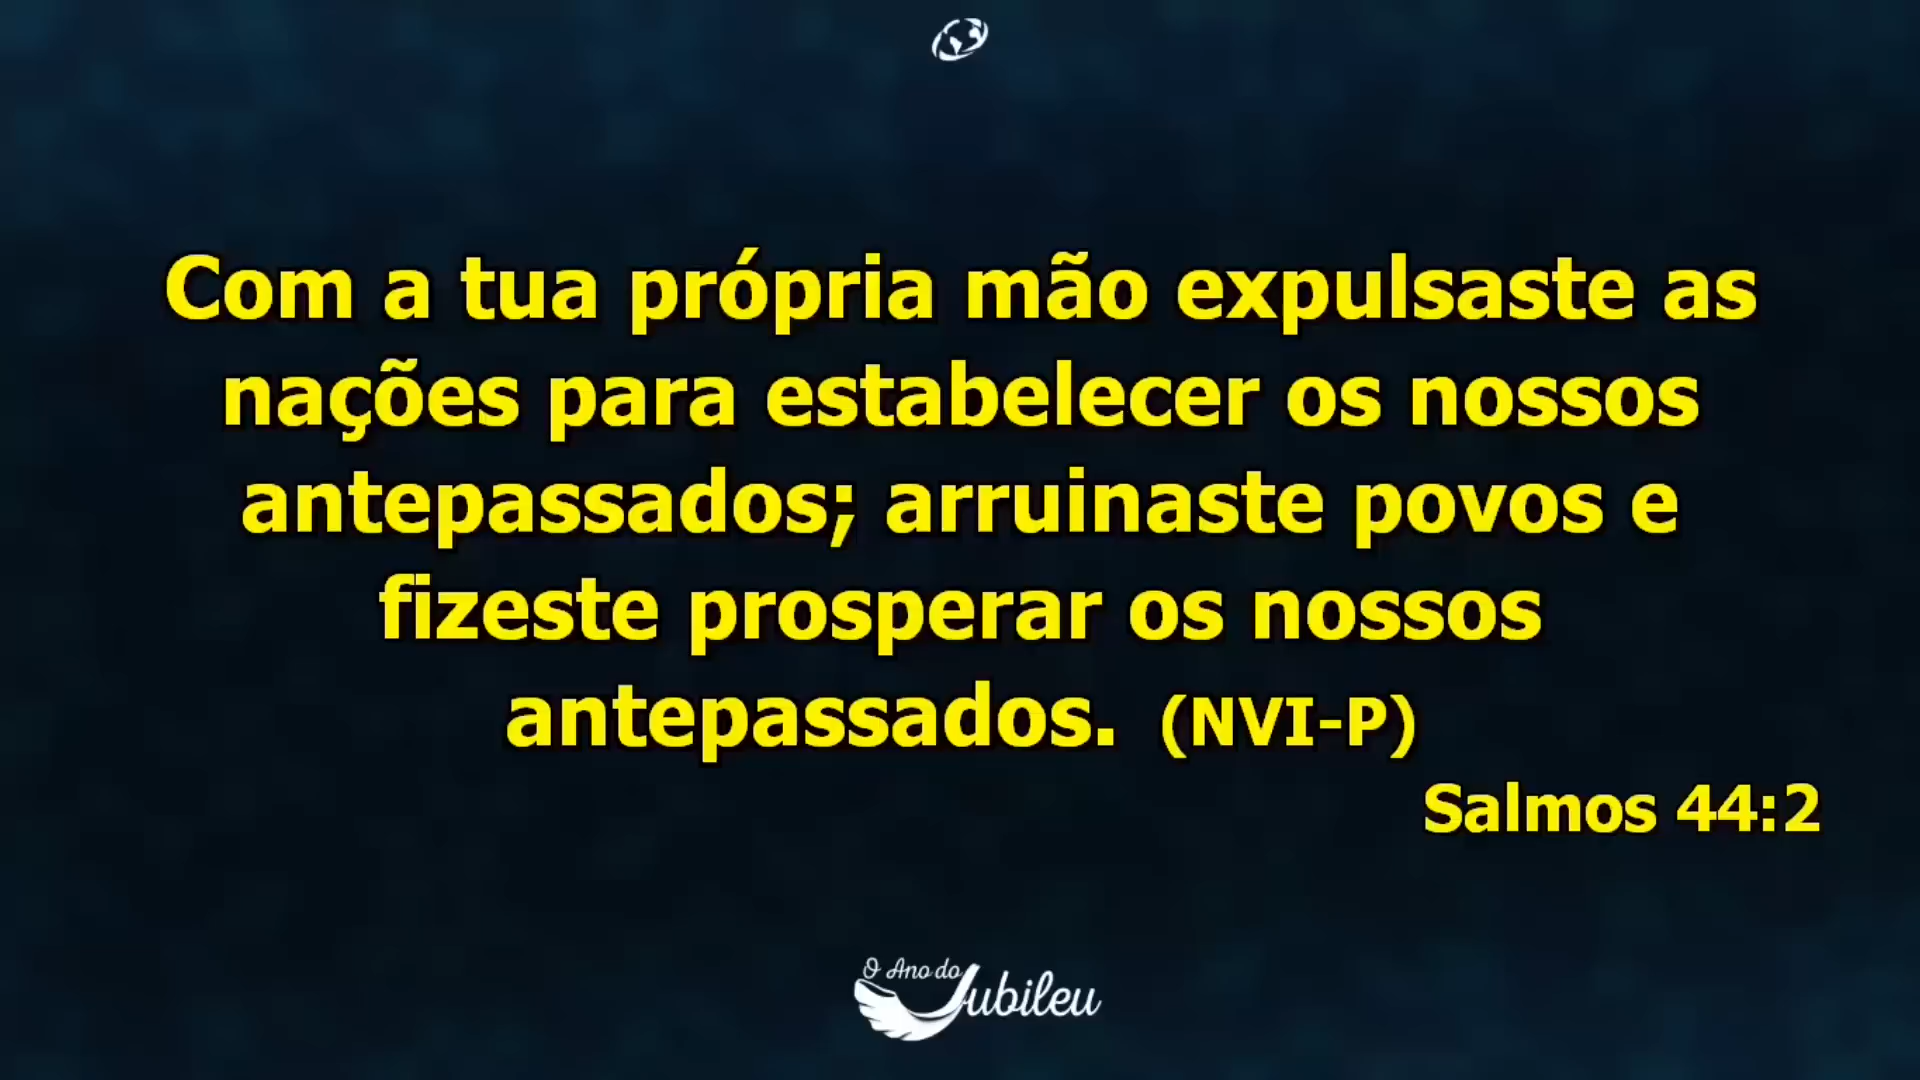 Com a tua própria mão expulsaste as
nações para estabelecer os nossos
antepassados; arruinaste povos e
fizeste prosperar os nossos
antepassados. (NVI-P)
Salmos 44:2
O Ano do
Jubileu